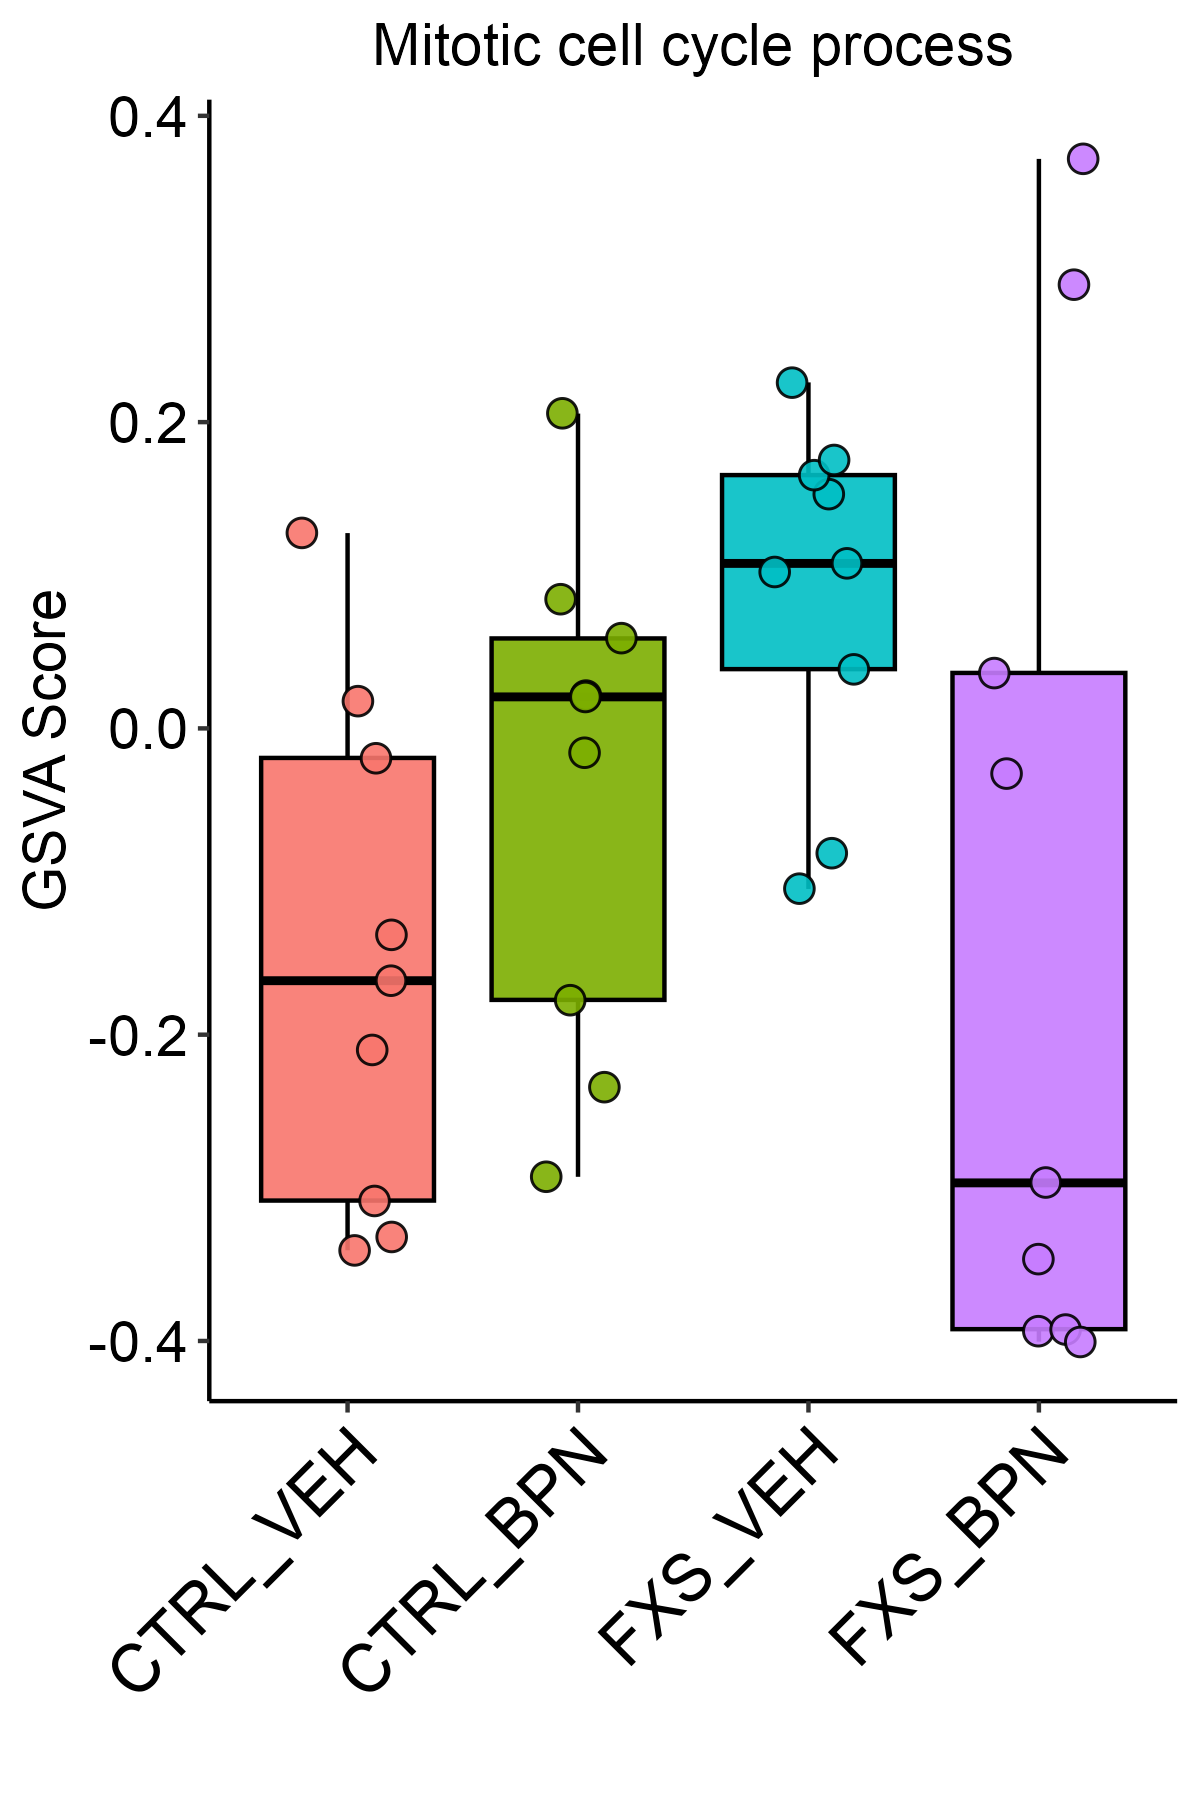 Mitotic cell cycle process
GSVA Score
0.4
0.2
0.0
-0.2
-0.4
CTRL_VEH
CTRL_BPN
FXS_VEH
FXS_BPN